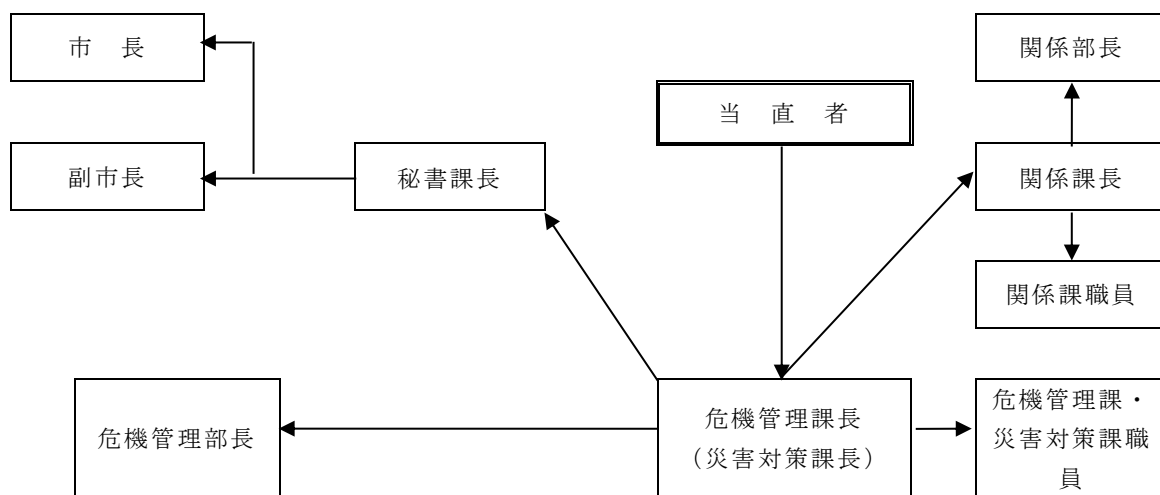 市　長
関係部長
当　直　者
副市長
秘書課長
関係課長
関係課職員
危機管理部長
危機管理課長
（災害対策課長）
危機管理課・
災害対策課職
員